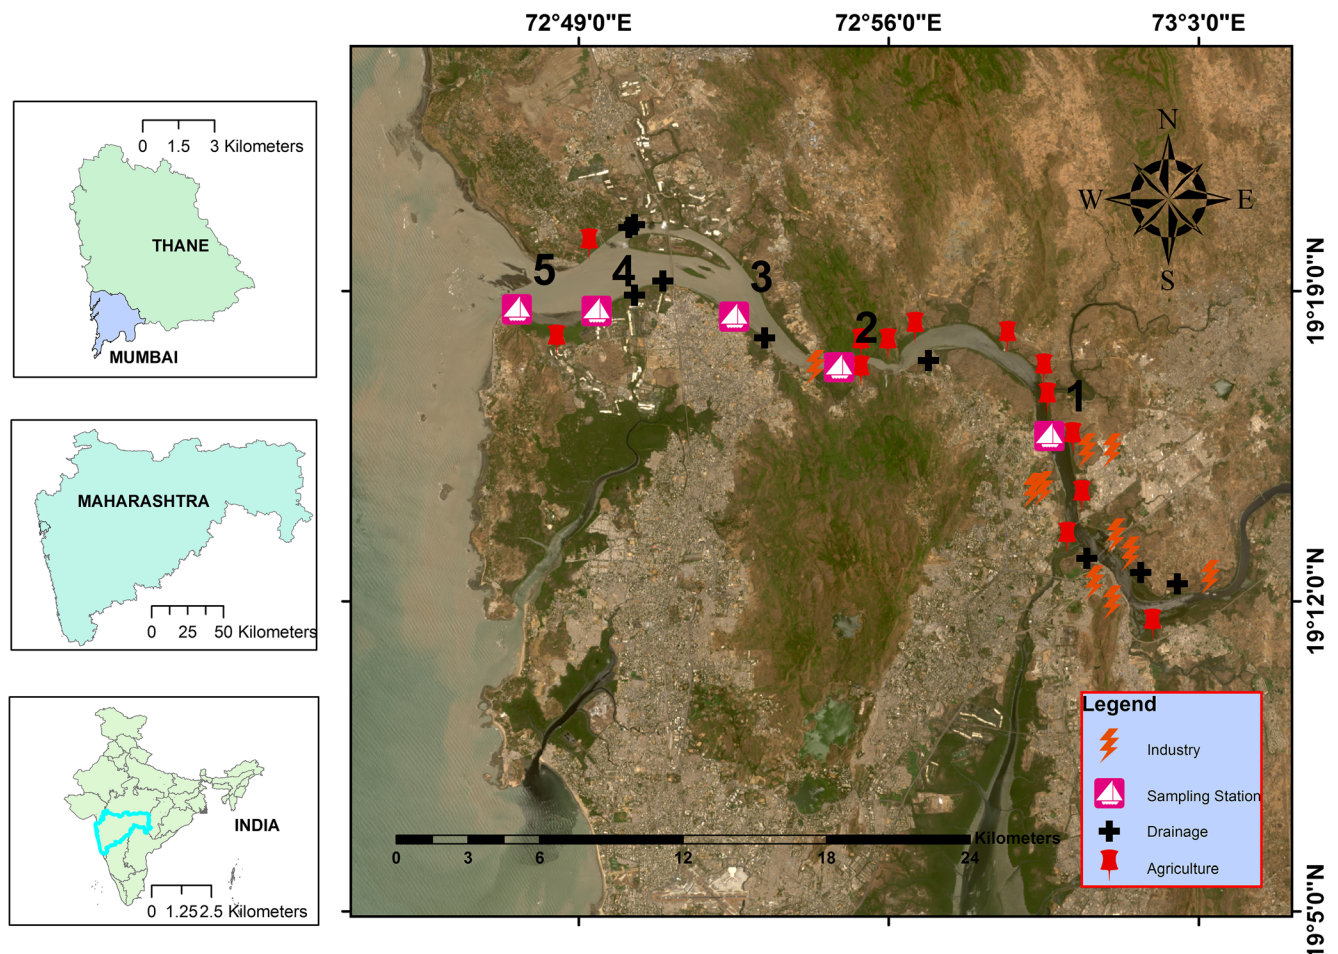 72°49'0"E
72°56'0"E
73°3'0"E
0 1.5 3 Kilometers
THANE
MUMBAI
MAHARASHTRA
0 25 50 Kilometers
INDIA
0 1.25 2.5 Kilometers
N
W E
S
5
4
3
2
1
19°19'0"N
19°12'0"N
19°5'0"N
Legend
Industry
Sampling Station
Drainage
Agriculture
Kilometers
0 3 6 12 18 24